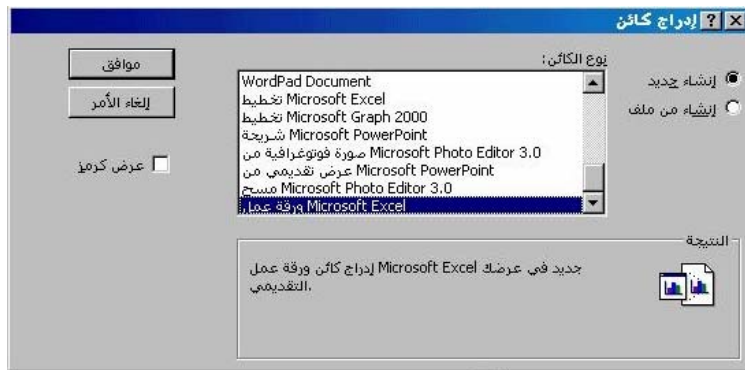 إدراج كائن
إنشاء جديد
إنشاء من ملف
نوع الكائن:
WordPad Document
تخطيط Microsoft Excel
تخطيط Microsoft Graph 2000
شريحة Microsoft PowerPoint
صورة فوتوغرافية من Microsoft Photo Editor 3.0
عرض تقديمي من Microsoft PowerPoint
مسح Microsoft Photo Editor 3.0
ورقة عمل Microsoft Excel
موافق
إلغاء الأمر
عرض كرمز
النتيجة
إدراج كائن ورقة عمل Microsoft Excel جديد في عرضك
التقديمي.